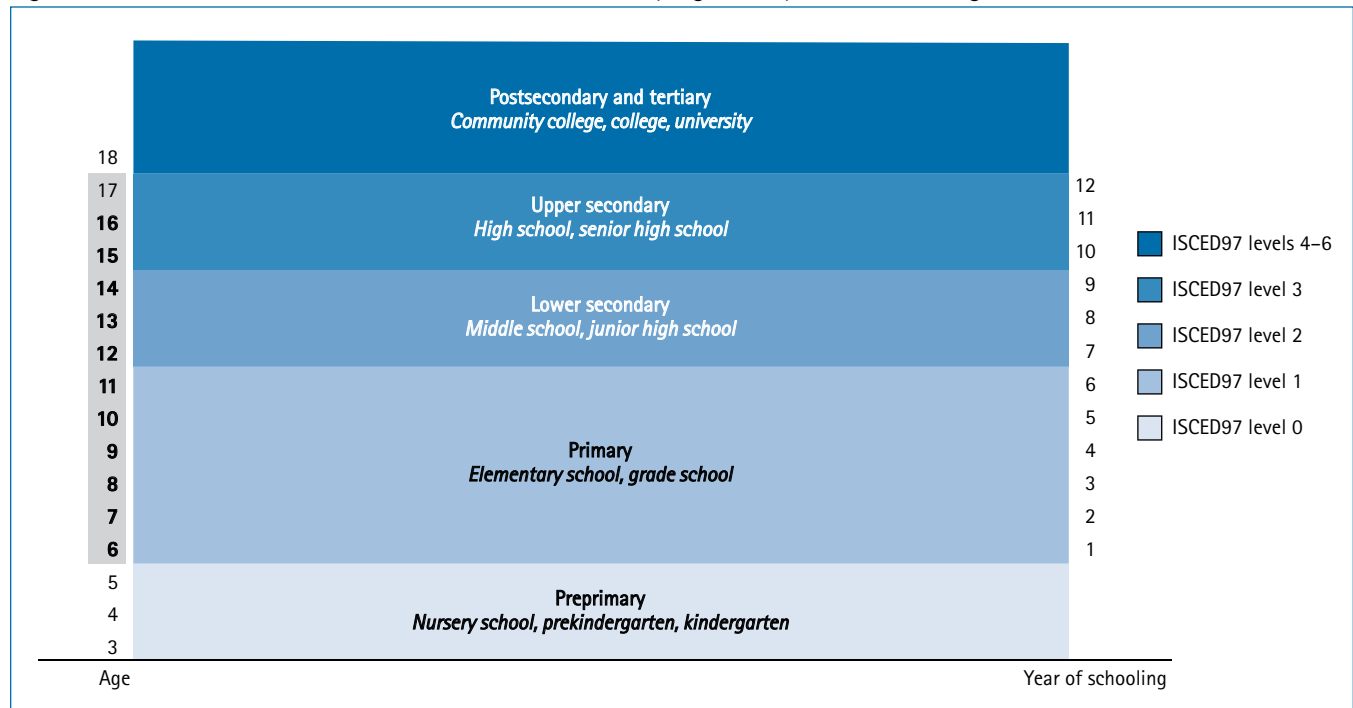 Postsecondary and tertiary
Community college, college, university
Upper secondary
High school, senior high school
Lower secondary
Middle school, junior high school
Primary
Elementary school, grade school
Preprimary
Nursery school, prekindergarten, kindergarten
18
17
16
15
14
13
12
11
10
9
8
7
6
5
4
3
Age
12
11
10
9
8
7
6
5
4
3
2
1
Year of schooling
ISCED97 levels 4–6
ISCED97 level 3
ISCED97 level 2
ISCED97 level 1
ISCED97 level 0